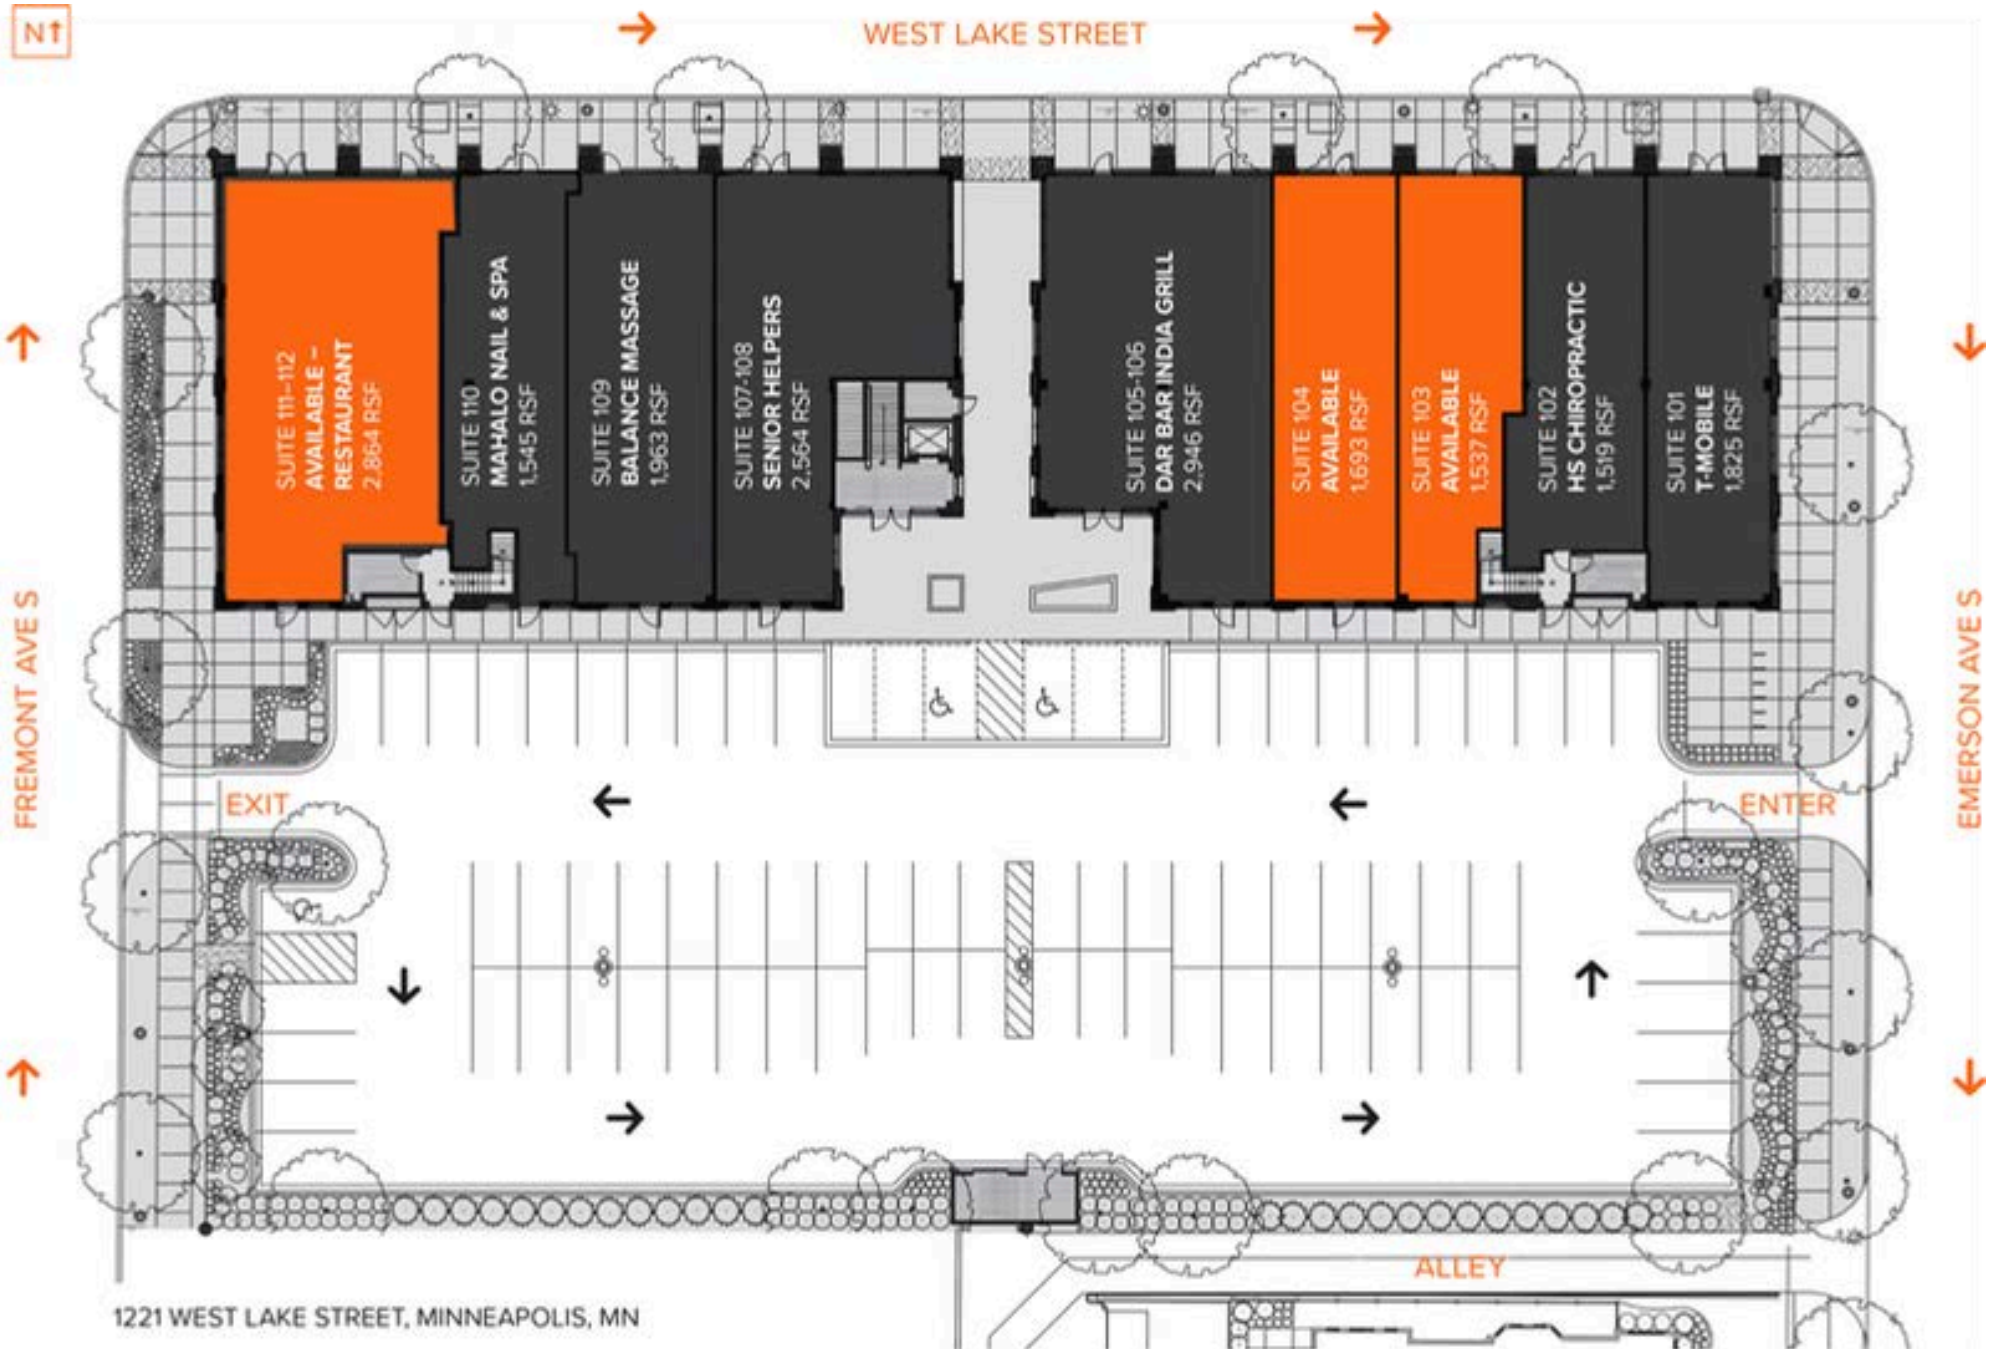 N↑
WEST LAKE STREET
SUITE 111-112
AVAILABLE –
RESTAURANT
2,864 RSF
SUITE 110
MAHALO NAIL & SPA
1,545 RSF
SUITE 109
BALANCE MASSAGE
1,963 RSF
SUITE 107-108
SENIOR HELPERS
2,564 RSF
SUITE 105-106
DAR BAR INDIA GRILL
2,946 RSF
SUITE 104
AVAILABLE
1,693 RSF
SUITE 103
AVAILABLE
1,537 RSF
SUITE 102
HS CHIROPRACTIC
1,519 RSF
SUITE 101
T-MOBILE
1,825 RSF
FREMONT AVE S
EMERSON AVE S
EXIT
ENTER
ALLEY
1221 WEST LAKE STREET, MINNEAPOLIS, MN